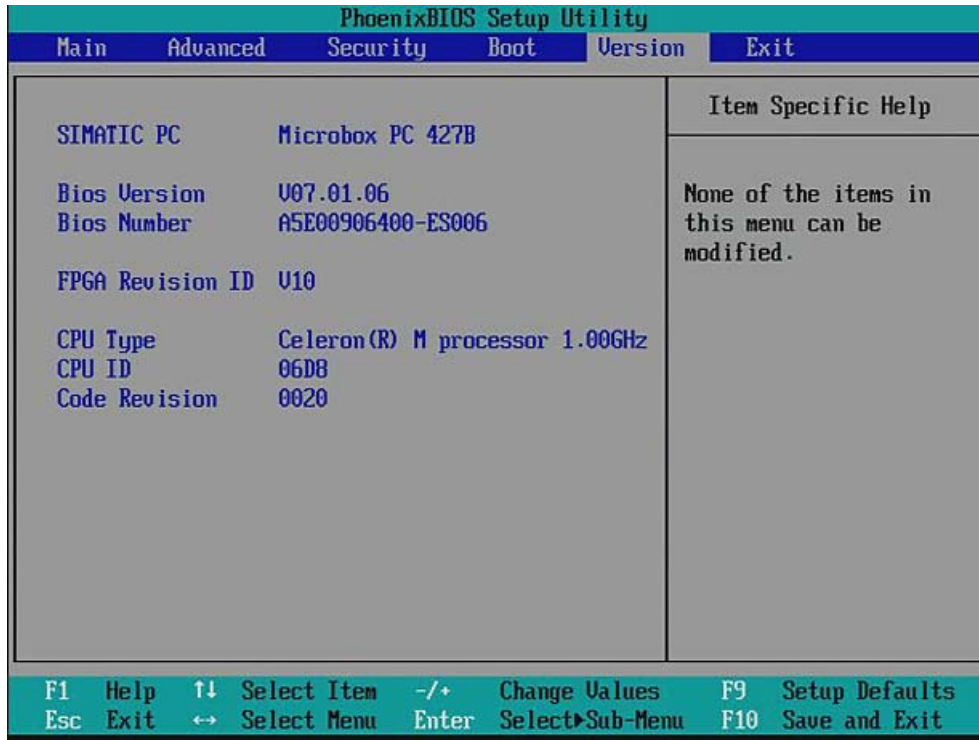 PhoenixBIOS Setup Utility
Main Advanced Security Boot Version Exit
Item Specific Help
SIMATIC PC Microbox PC 427B
Bios Version V07.01.06
Bios Number A5E00906400-ES006
FPGA Revision ID V10
CPU Type Celeron(R) M processor 1.00GHz
CPU ID 06D8
Code Revision 0020
None of the items in
this menu can be
modified.
F1 Help ↑↓ Select Item -/+ Change Values F9 Setup Defaults
Esc Exit ↔ Select Menu Enter Select▶Sub-Menu F10 Save and Exit